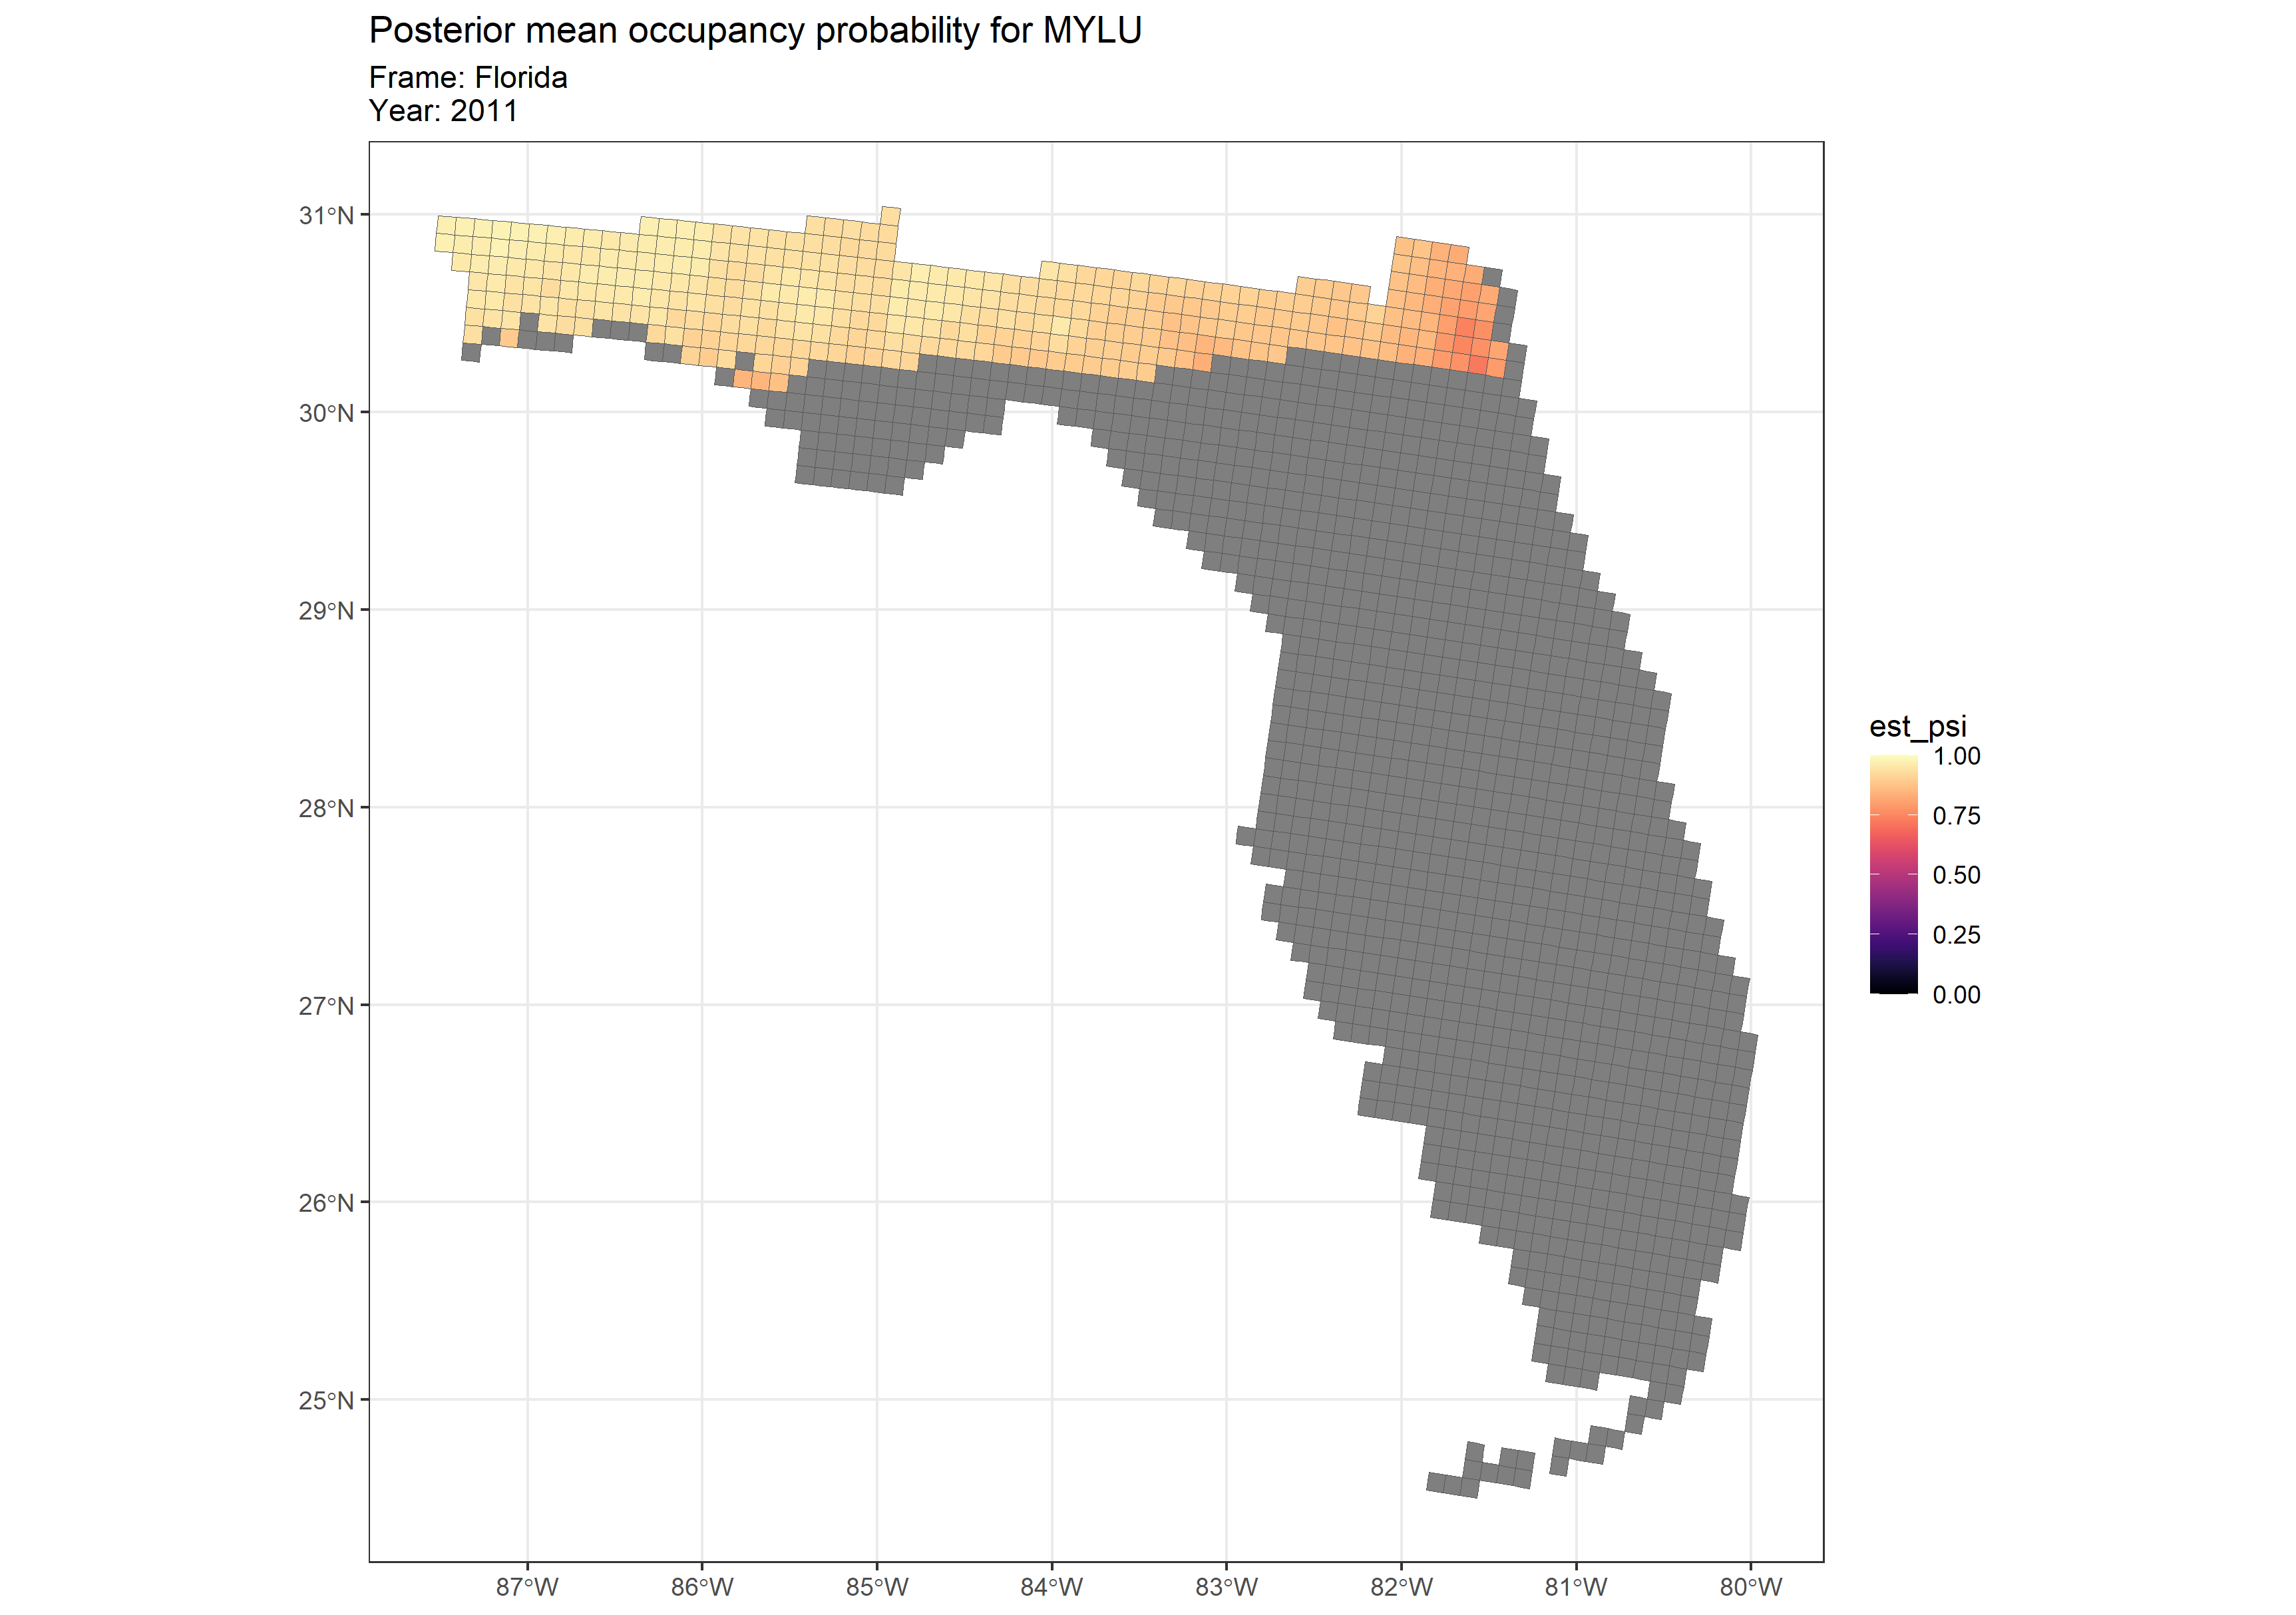 Posterior mean occupancy probability for MYLU
Frame: Florida
Year: 2011
31°N
30°N
29°N
28°N
27°N
26°N
25°N
87°W 86°W 85°W 84°W 83°W 82°W 81°W 80°W
est_psi
1.00
0.75
0.50
0.25
0.00